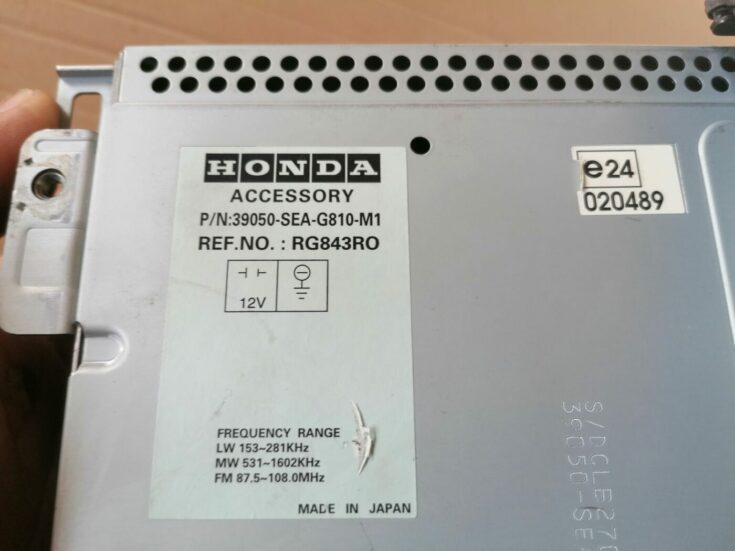 HONDA
ACCESSORY
P/N:39050-SEA-G810-M1
REF.NO. : RG843RO
12V
FREQUENCY RANGE
LW 153~281KHz
MW 531~1602KHz
FM 87.5~108.0MHz
MADE IN JAPAN
e24
020489